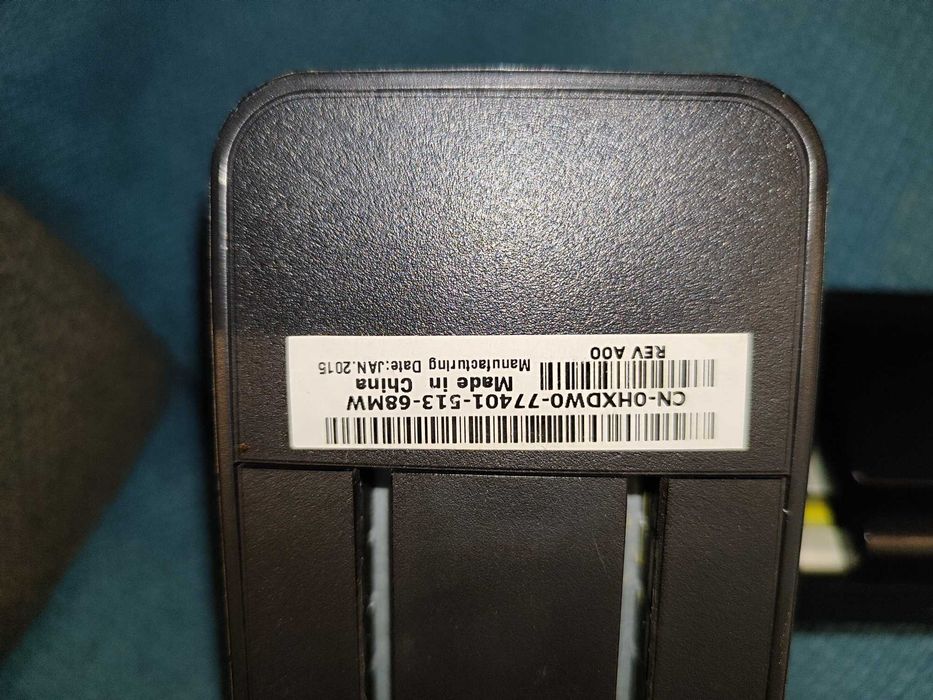 CN-0HXDW0-77401-513-68MW
Made in China
Manufacturing Date:JAN.2015
REV A00